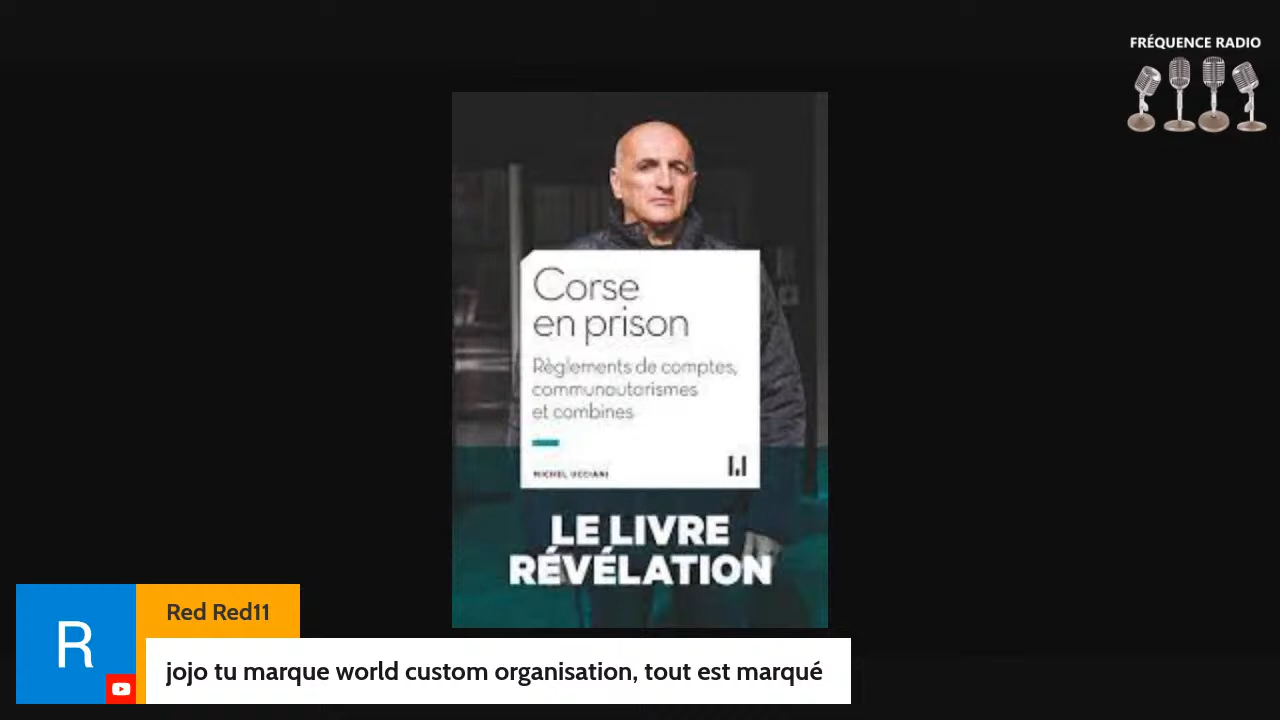 FRÉQUENCE RADIO
Corse
en prison
Règlements de comptes,
communautarismes
et combines
MICHEL UCCIANI
LE LIVRE
RÉVÉLATION
R
Red Red11
jojo tu marque world custom organisation, tout est marqué